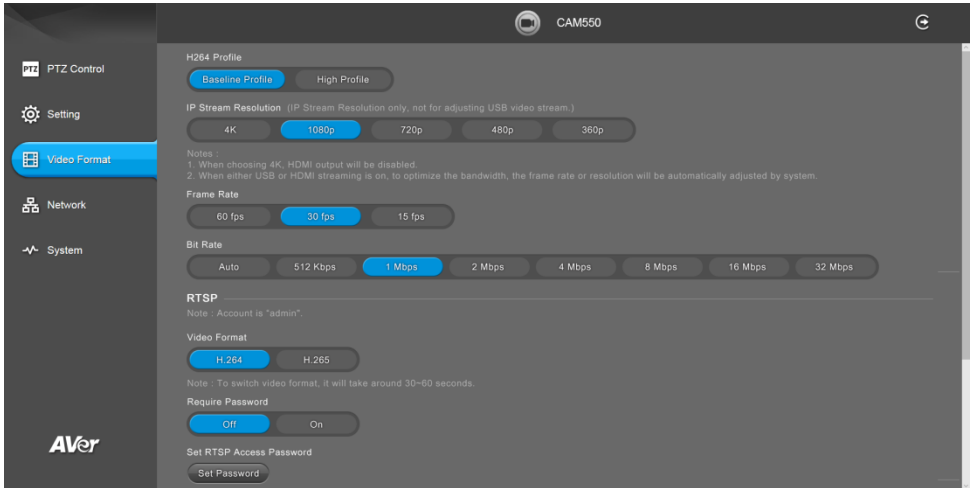 CAM550
PTZ PTZ Control
Setting
Video Format
Network
System
AVer
H264 Profile
Baseline Profile High Profile
IP Stream Resolution (IP Stream Resolution only, not for adjusting USB video stream.)
4K 1080p 720p 480p 360p
Notes :
1. When choosing 4K, HDMI output will be disabled.
2. When either USB or HDMI streaming is on, to optimize the bandwidth, the frame rate or resolution will be automatically adjusted by system.
Frame Rate
60 fps 30 fps 15 fps
Bit Rate
Auto 512 Kbps 1 Mbps 2 Mbps 4 Mbps 8 Mbps 16 Mbps 32 Mbps
RTSP
Note : Account is "admin".
Video Format
H.264 H.265
Note : To switch video format, it will take around 30~60 seconds.
Require Password
Off On
Set RTSP Access Password
Set Password